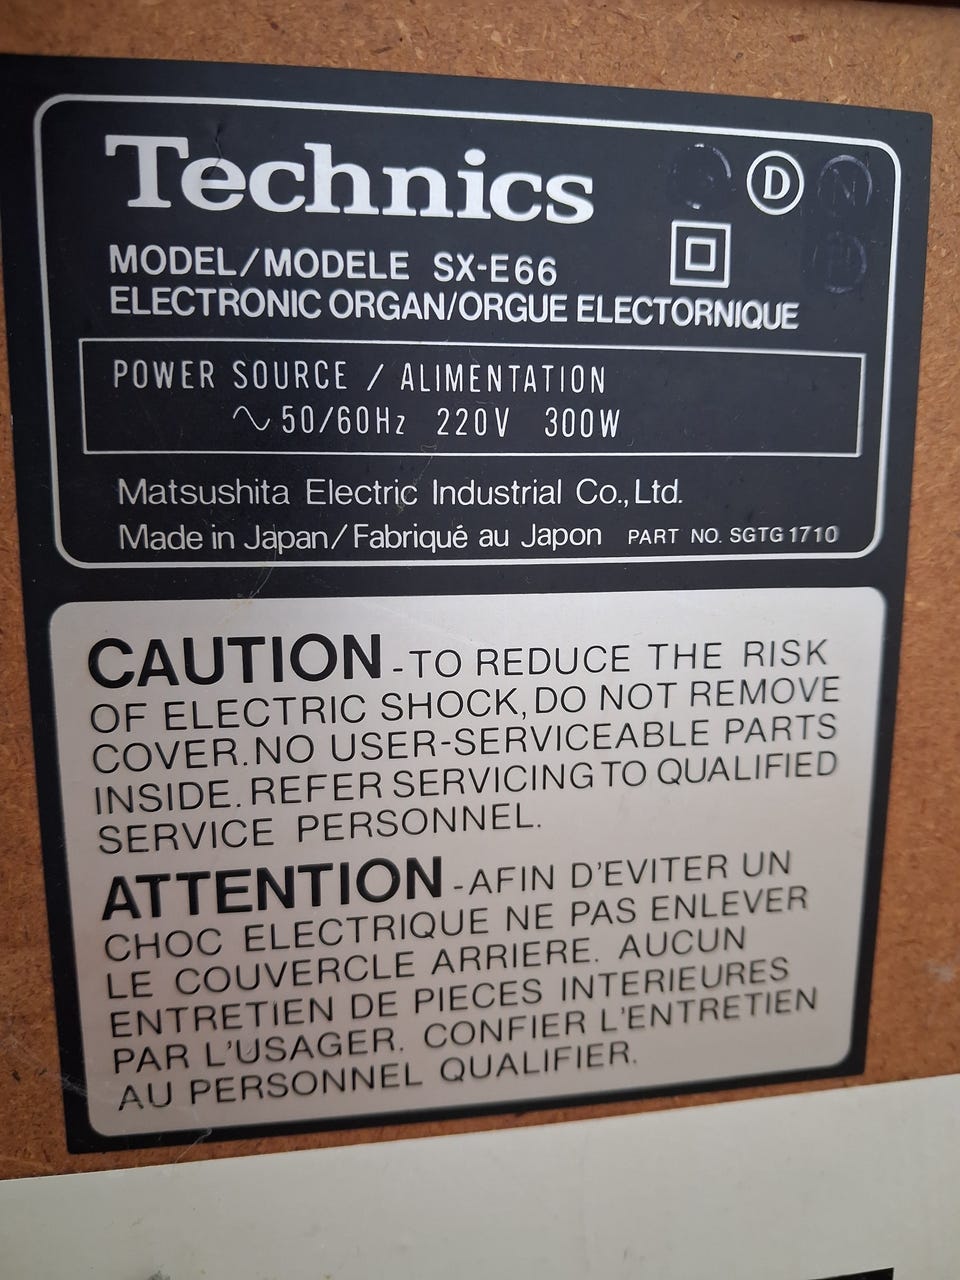 Technics
D
MODEL/MODELE SX-E66
ELECTRONIC ORGAN/ORGUE ELECTORNIQUE
POWER SOURCE / ALIMENTATION
∿ 50/60Hz 220V 300W
Matsushita Electric Industrial Co., Ltd.
Made in Japan/Fabriqué au Japon PART NO. SGTG1710
CAUTION -TO REDUCE THE RISK
OF ELECTRIC SHOCK, DO NOT REMOVE
COVER. NO USER-SERVICEABLE PARTS
INSIDE. REFER SERVICING TO QUALIFIED
SERVICE PERSONNEL.
ATTENTION -AFIN D'EVITER UN
CHOC ELECTRIQUE NE PAS ENLEVER
LE COUVERCLE ARRIERE. AUCUN
ENTRETIEN DE PIECES INTERIEURES
PAR L'USAGER. CONFIER L'ENTRETIEN
AU PERSONNEL QUALIFIER.